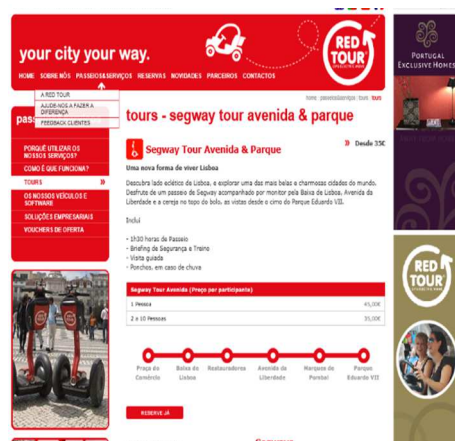 your city your way.
RED TOUR
HOME SOBRE NÓS PASSEIOS&SERVIÇOS RESERVAS NOVIDADES PARCEIROS CONTACTOS
A RED TOUR
AJUDE-NOS A FAZER A DIFERENÇA
FEEDBACK CLIENTES
home passeios&serviços tours tours
pass
PORQUÊ UTILIZAR OS
NOSSOS SERVIÇOS?
COMO É QUE FUNCIONA?
TOURS »
OS NOSSOS VEÍCULOS E
SOFTWARE
SOLUÇÕES EMPRESARIAIS
VOUCHERS DE OFERTA
tours - segway tour avenida & parque
Segway Tour Avenida & Parque
» Desde 35€
Uma nova forma de viver Lisboa
Descubra lado eclético de Lisboa, e explorar uma das mais belas e charmosas cidades do mundo.
Desfrute de um passeio de Segway acompanhado por monitor pela Baixa de Lisboa, Avenida da
Liberdade e a cereja no topo do bolo, as vistas desde o cimo do Parque Eduardo VII.
Inclui
- 1h30 horas de Passeio
- Briefing de Segurança e Treino
- Visita guiada
- Ponchos, em caso de chuva
Segway Tour Avenida (Preço por participante)
1 Pessoa 45,00€
2 a 10 Pessoas 35,00€
Praça do Comércio
Baixa de Lisboa
Restauradores
Avenida da Liberdade
Marques de Pombal
Parque Eduardo VII
RESERVE JÁ
PORTUGAL
EXCLUSIVE HOMES
RED TOUR